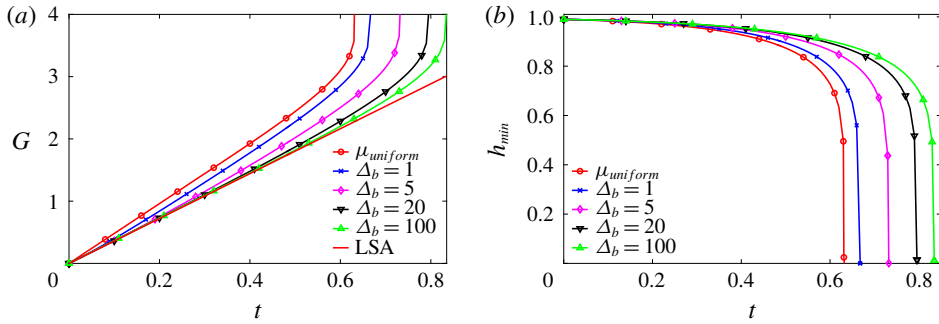 (a)
4
3
G
2
1
0
0.2
0.4
0.6
0.8
t
μuniform
Δb = 1
Δb = 5
Δb = 20
Δb = 100
LSA
(b)
1.0
0.8
0.6
hmin
0.4
0.2
0
0.2
0.4
0.6
0.8
t
μuniform
Δb = 1
Δb = 5
Δb = 20
Δb = 100